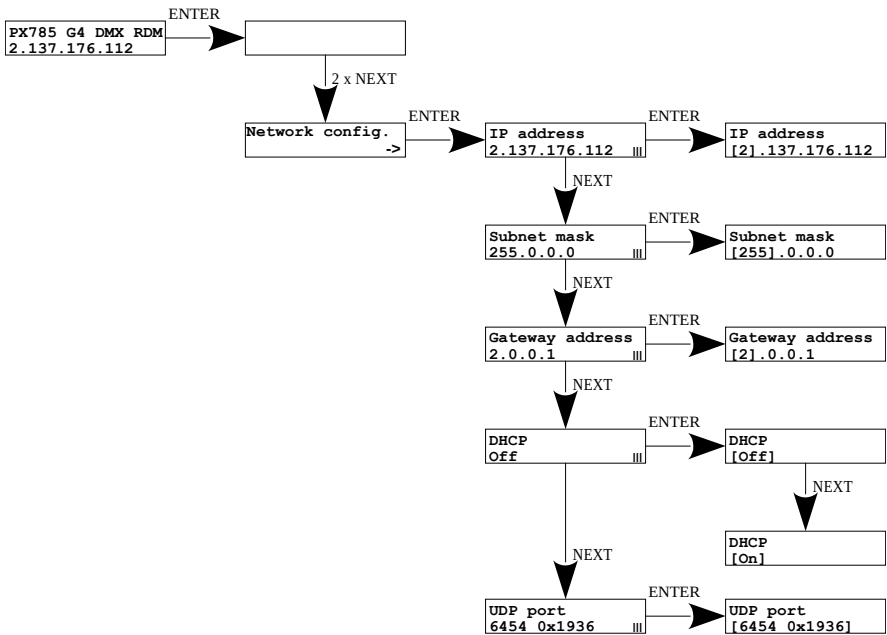 ENTER
PX785 G4 DMX RDM
2.137.176.112
2 x NEXT
Network config.
->
ENTER
IP address
2.137.176.112
ENTER
IP address
[2].137.176.112
NEXT
Subnet mask
255.0.0.0
ENTER
Subnet mask
[255].0.0.0
NEXT
Gateway address
2.0.0.1
ENTER
Gateway address
[2].0.0.1
NEXT
DHCP
Off
ENTER
DHCP
[Off]
NEXT
DHCP
[On]
NEXT
UDP port
6454 0x1936
ENTER
UDP port
[6454 0x1936]